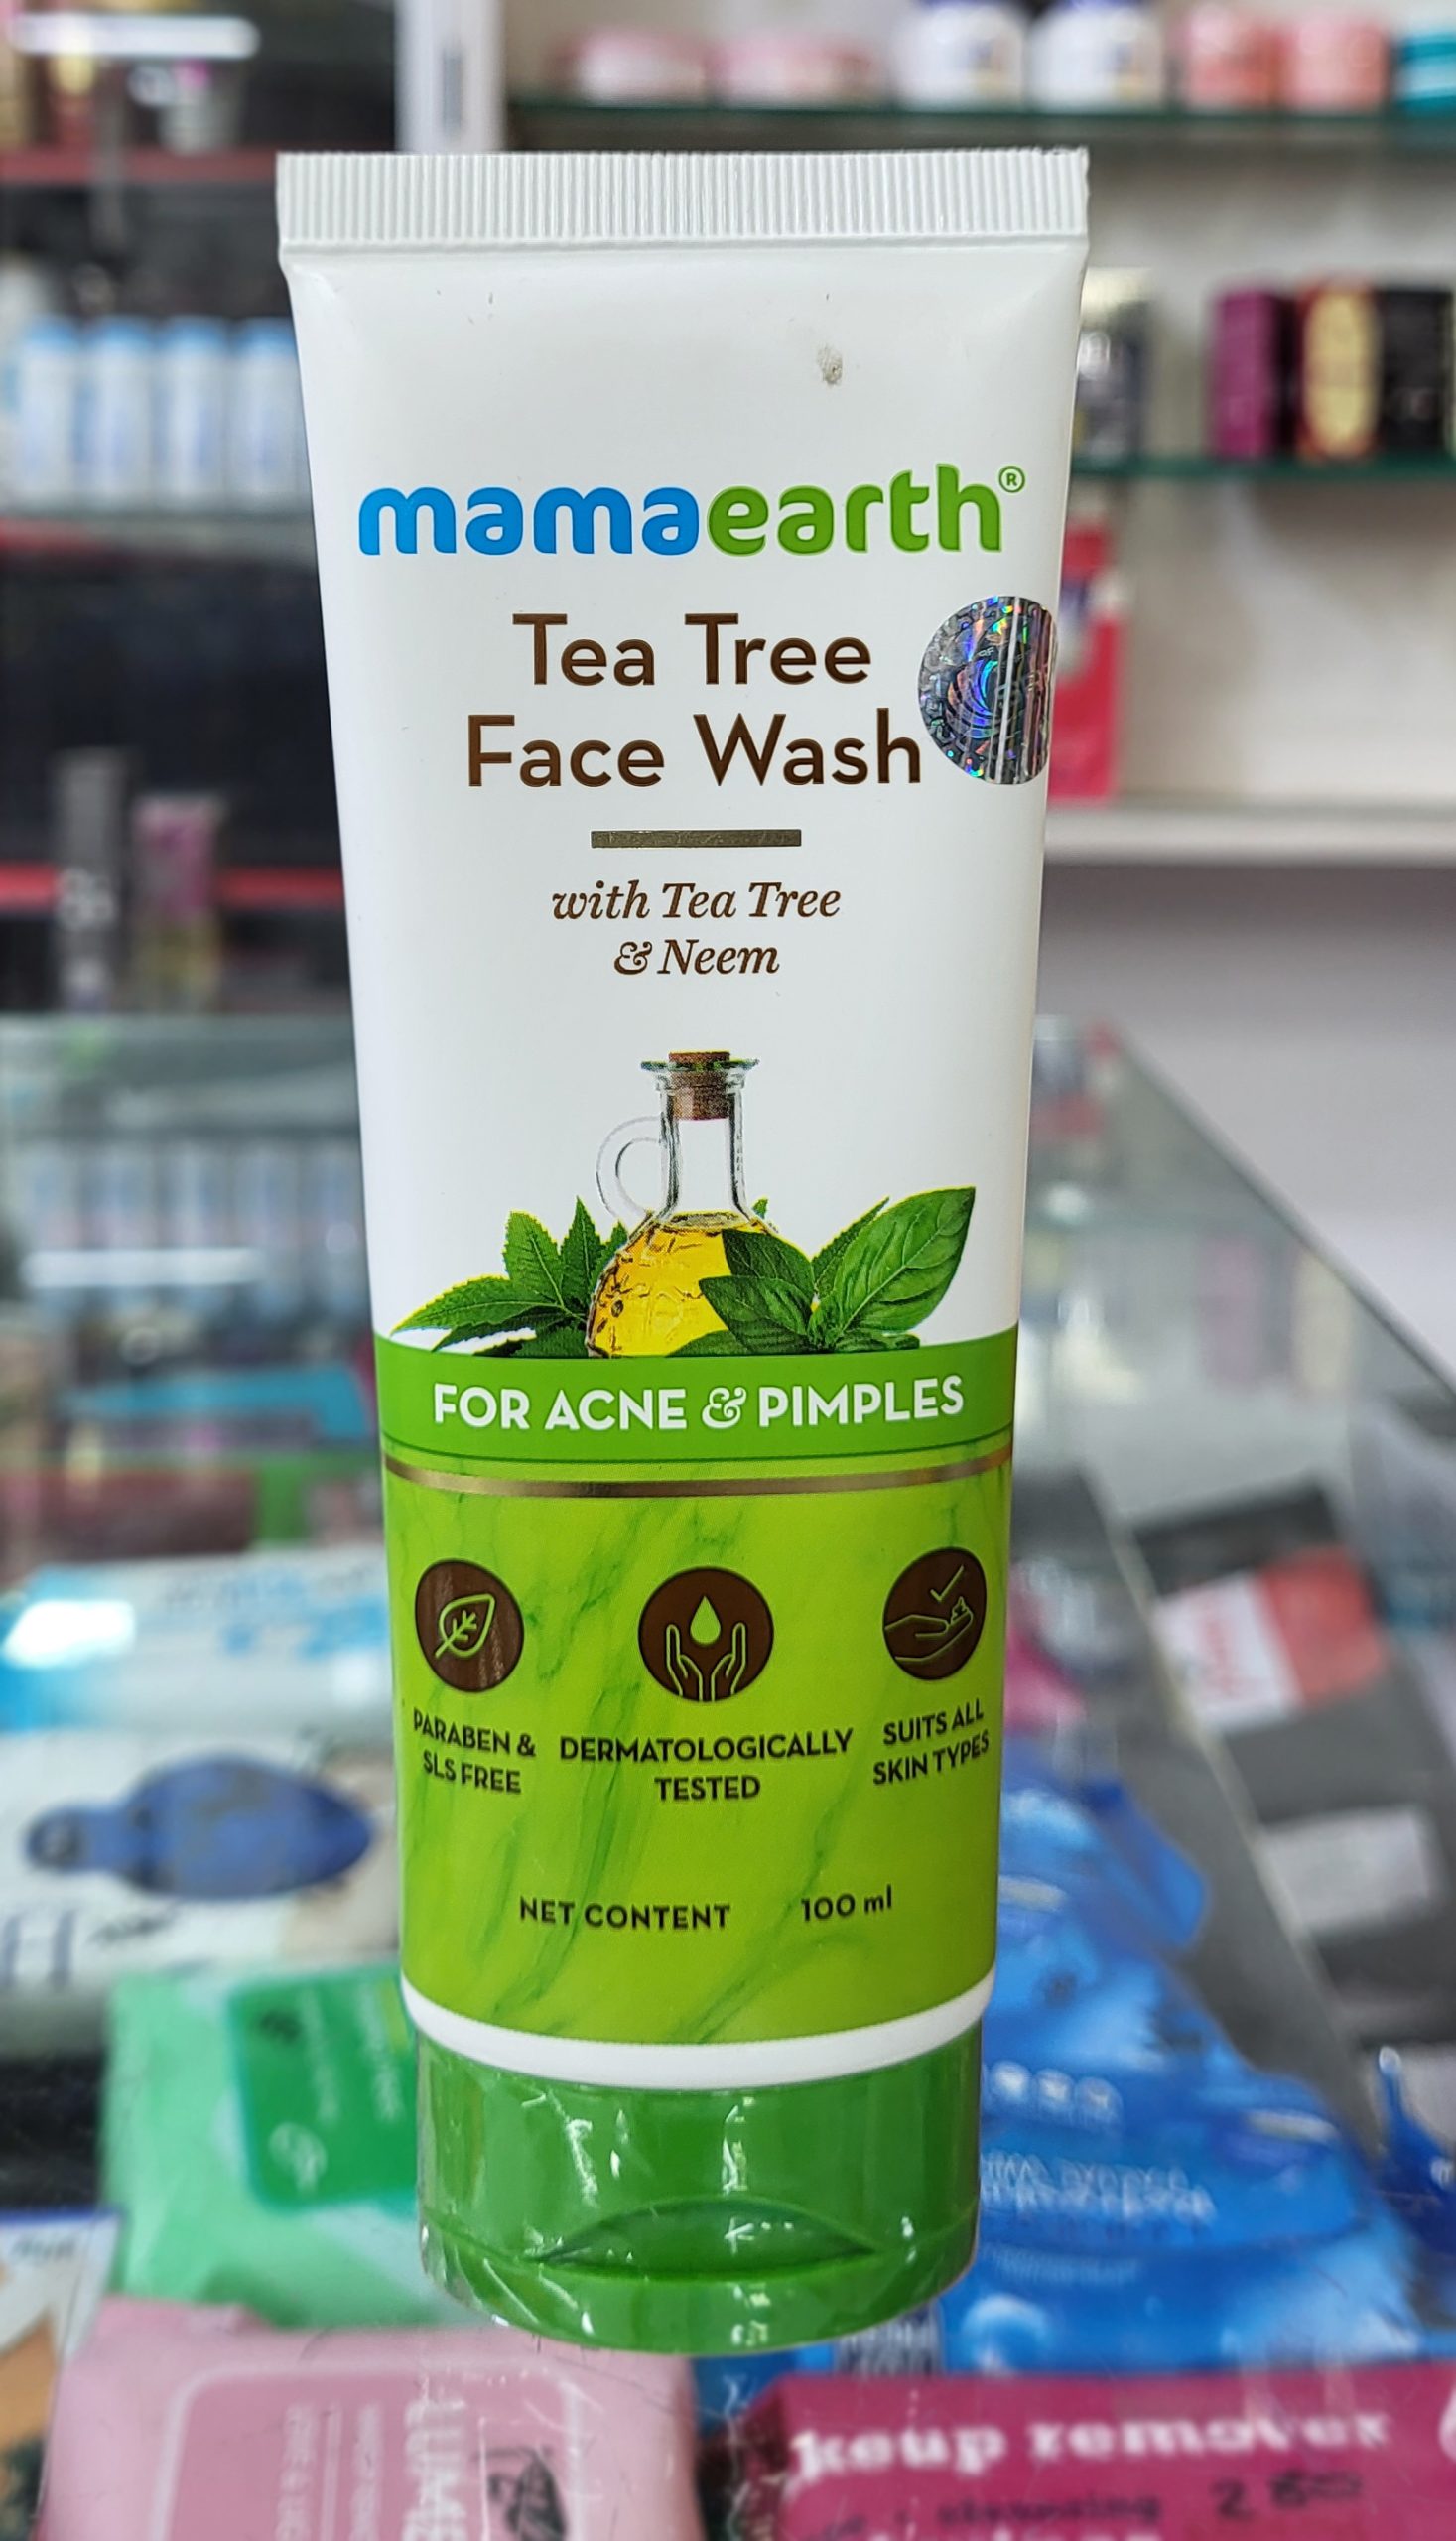 mamaearth®
Tea Tree
Face Wash
with Tea Tree
& Neem
FOR ACNE & PIMPLES
PARABEN &
SLS FREE
DERMATOLOGICALLY
TESTED
SUITS ALL
SKIN TYPES
NET CONTENT 100 ml
keup remover